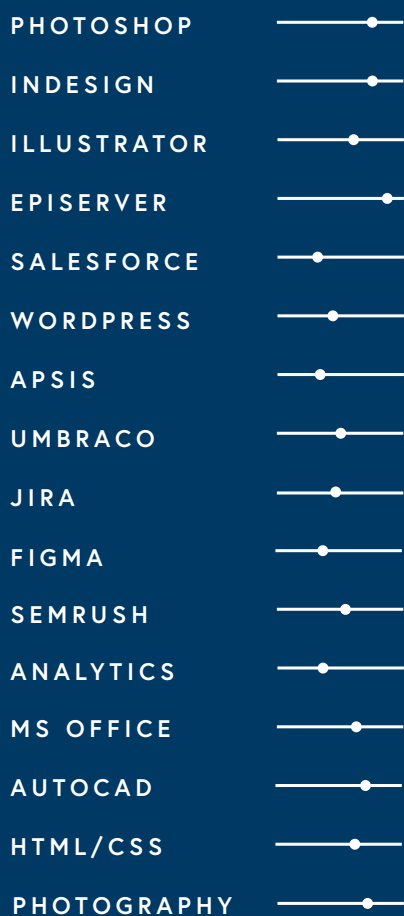 PHOTOSHOP
INDESIGN
ILLUSTRATOR
EPISERVER
SALESFORCE
WORDPRESS
APSIS
UMBRACO
JIRA
FIGMA
SEMRUSH
ANALYTICS
MS OFFICE
AUTOCAD
HTML/CSS
PHOTOGRAPHY